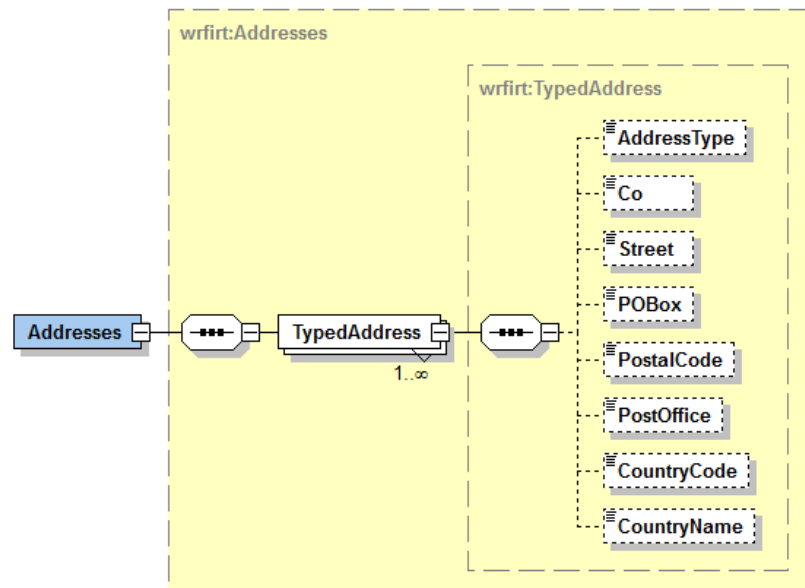 wrfirt:Addresses
wrfirt:TypedAddress
AddressType
Co
Street
POBox
Addresses
TypedAddress
1..∞
PostalCode
PostOffice
CountryCode
CountryName